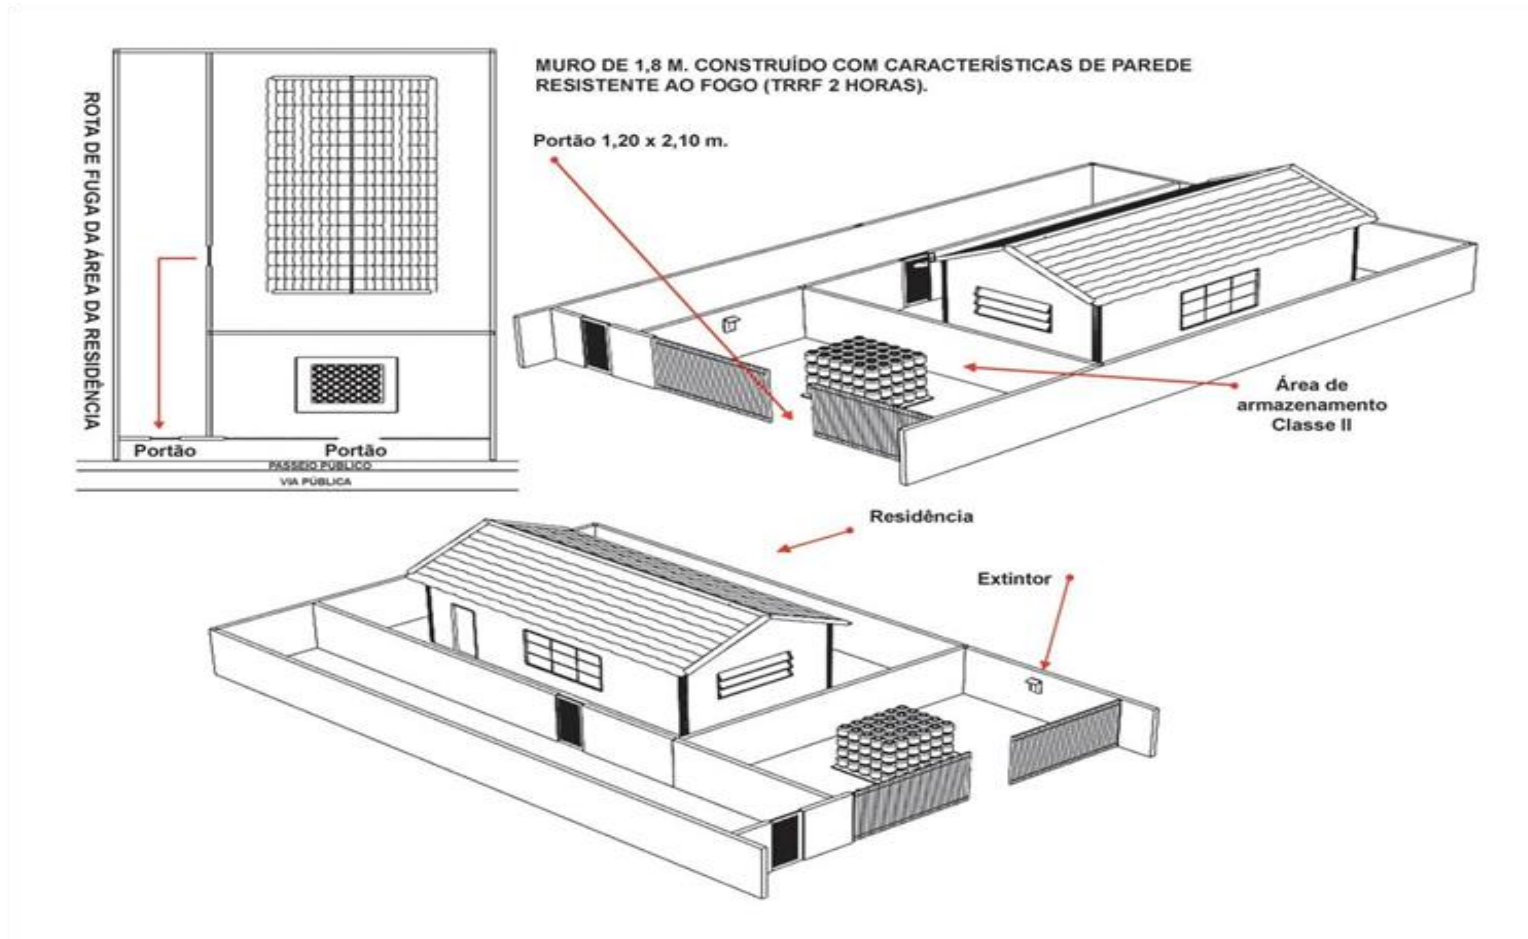 MURO DE 1,8 M. CONSTRUÍDO COM CARACTERÍSTICAS DE PAREDE
RESISTENTE AO FOGO (TRRF 2 HORAS).
ROTA DE FUGA DA ÁREA DA RESIDÊNCIA
Portão 1,20 x 2,10 m.
Área de
armazenamento
Classe II
Portão
Portão
PASSEIO PÚBLICO
VIA PÚBLICA
Residência
Extintor